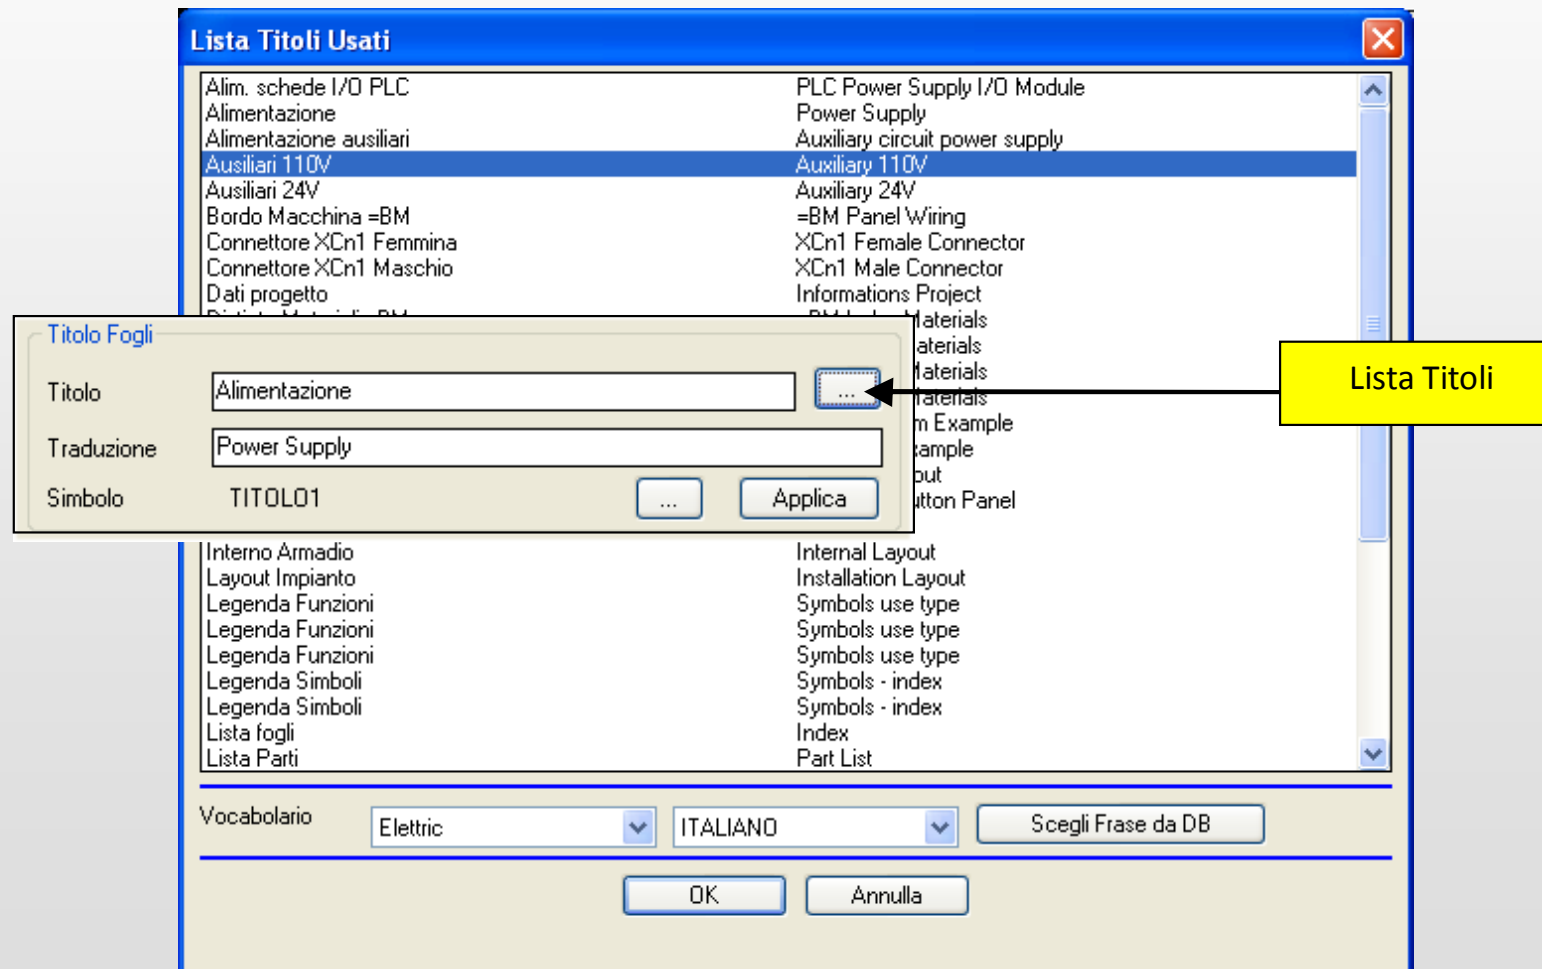 Lista Titoli Usati
Alim. schede I/O PLC PLC Power Supply I/O Module
Alimentazione Power Supply
Alimentazione ausiliari Auxiliary circuit power supply
Ausiliari 110V Auxiliary 110V
Ausiliari 24V Auxiliary 24V
Bordo Macchina =BM =BM Panel Wiring
Connettore XCn1 Femmina XCn1 Female Connector
Connettore XCn1 Maschio XCn1 Male Connector
Dati progetto Informations Project
Materials
Titolo Fogli
Titolo Alimentazione ...
Lista Titoli
Traduzione Power Supply
Simbolo TITOLO1 ... Applica
Example
Panel
Interno Armadio Internal Layout
Layout Impianto Installation Layout
Legenda Funzioni Symbols use type
Legenda Funzioni Symbols use type
Legenda Funzioni Symbols use type
Legenda Simboli Symbols - index
Legenda Simboli Symbols - index
Lista fogli Index
Lista Parti Part List
Vocabolario Elettric ITALIANO Scegli Frase da DB
OK Annulla